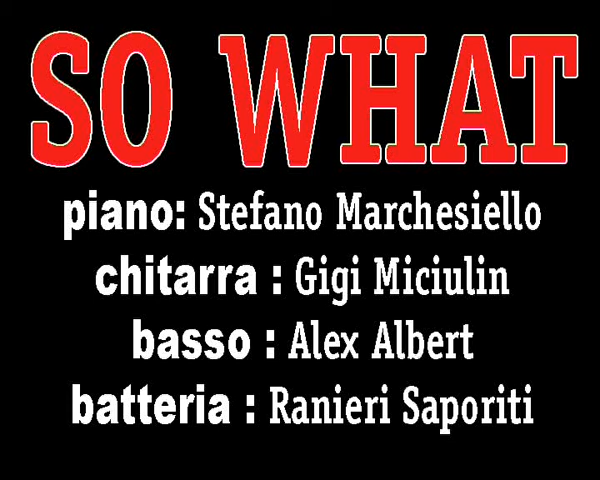 SO WHAT
piano: Stefano Marchesiello
chitarra : Gigi Miciulin
basso : Alex Albert
batteria : Ranieri Saporiti